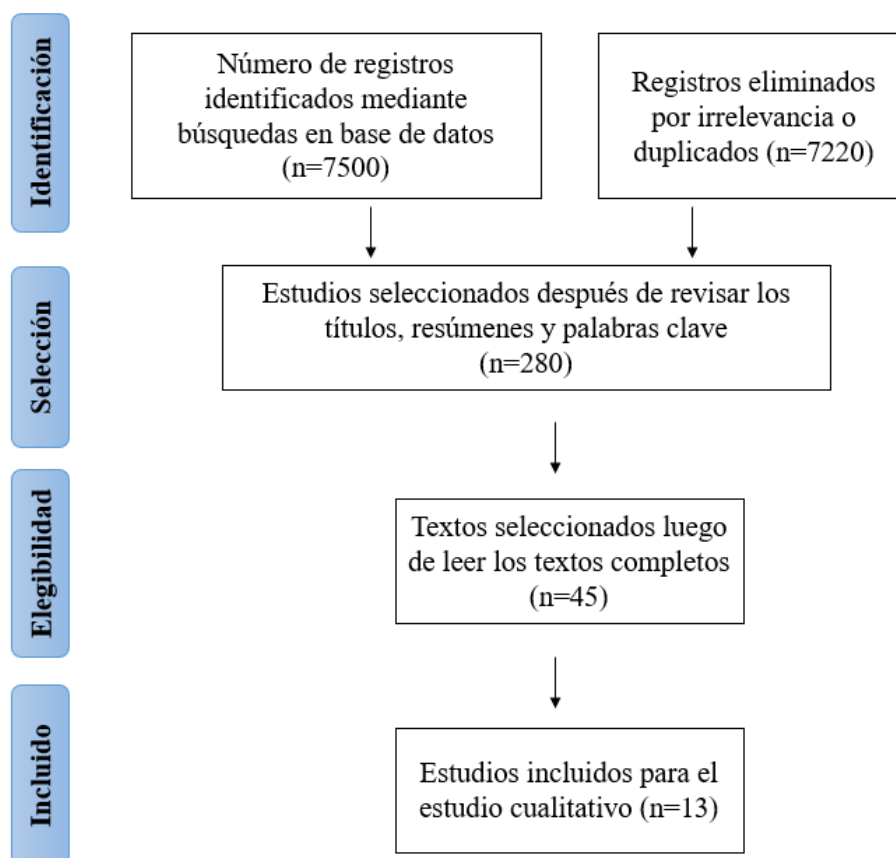 Identificación
Número de registros
identificados mediante
búsquedas en base de datos
(n=7500)
Registros eliminados
por irrelevancia o
duplicados (n=7220)
Selección
Estudios seleccionados después de revisar los
títulos, resúmenes y palabras clave
(n=280)
Elegibilidad
Textos seleccionados luego
de leer los textos completos
(n=45)
Incluido
Estudios incluidos para el
estudio cualitativo (n=13)